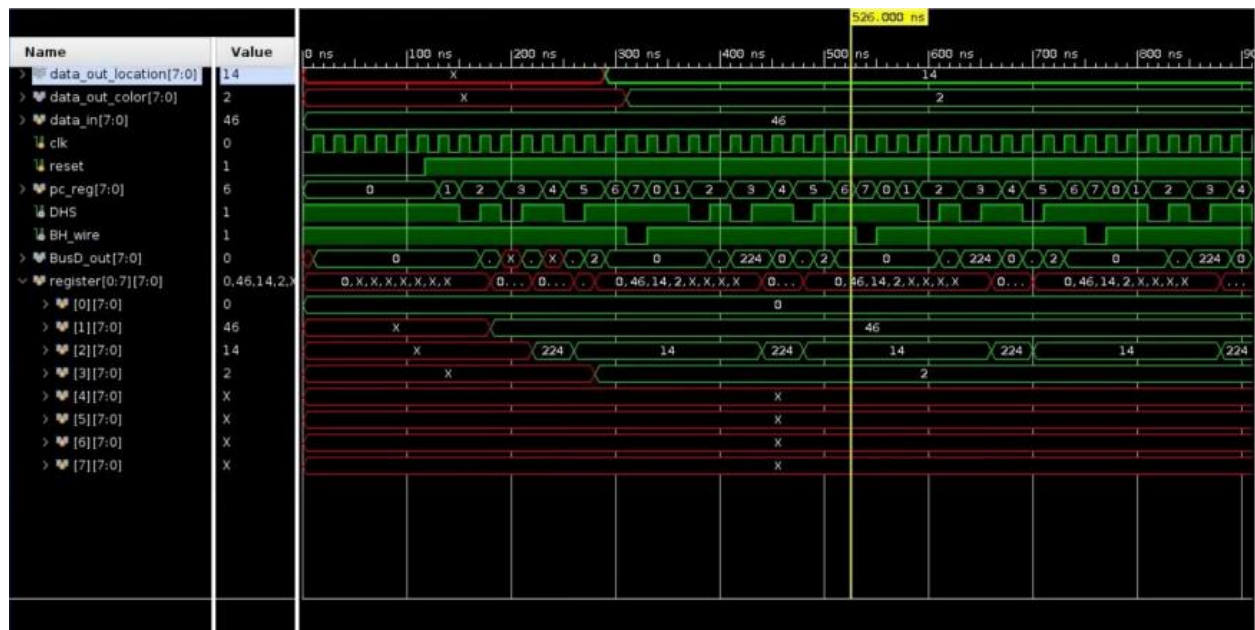 526.000 ns
Name Value 0 ns 100 ns 200 ns 300 ns 400 ns 500 ns 600 ns 700 ns 800 ns
data_out_location[7:0] 14 X 14
data_out_color[7:0] 2 X 2
data_in[7:0] 46 46
clk 0
reset 1
pc_reg[7:0] 6 0 1 2 3 4 5 6 7 0 1 2 3 4 5 6 7 0 1 2 3 4 5 6 7 0 1 2 3 4
DHS 1
BH_wire 1
BusD_out[7:0] 0 0 . X . X . 2 0 . 224 0 . 2 0 . 224 0 . 2 0 . 224 0
register[0:7][7:0] 0,46,14,2,X 0,X,X,X,X,X,X,X 0... 0... . 0,46,14,2,X,X,X,X 0... 0,46,14,2,X,X,X,X 0... 0,46,14,2,X,X,X,X ...
[0][7:0] 0 0
[1][7:0] 46 X 46
[2][7:0] 14 X 224 14 224 14 224 14 224
[3][7:0] 2 X 2
[4][7:0] X X
[5][7:0] X X
[6][7:0] X X
[7][7:0] X X